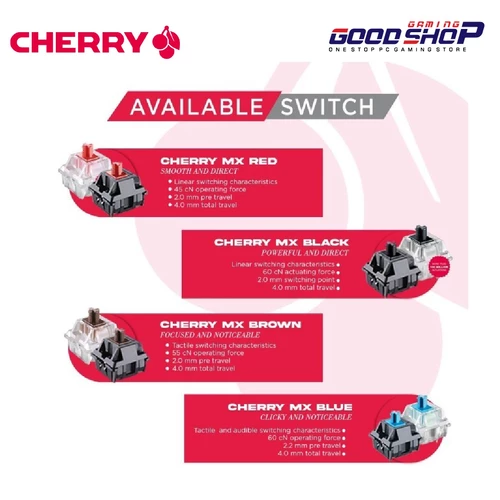 CHERRY
GAMING
GOODSHOP
ONE STOP PC GAMING STORE
AVAILABLE SWITCH
CHERRY MX RED
SMOOTH AND DIRECT
• Linear switching characteristics
• 45 cN operating force
• 2.0 mm pre travel
• 4.0 mm total travel
CHERRY MX BLACK
POWERFUL AND DIRECT
Linear switching characteristics •
60 cN actuating force •
2.0 mm switching point •
4.0 mm total travel •
CHERRY MX BROWN
FOCUSED AND NOTICEABLE
• Tactile switching characteristics
• 55 cN operating force
• 2.0 mm pre travel
• 4.0 mm total travel
CHERRY MX BLUE
CLICKY AND NOTICEABLE
Tactile and audible switching characteristics •
60 cN operating force •
2.2 mm pre travel •
4.0 mm total travel •